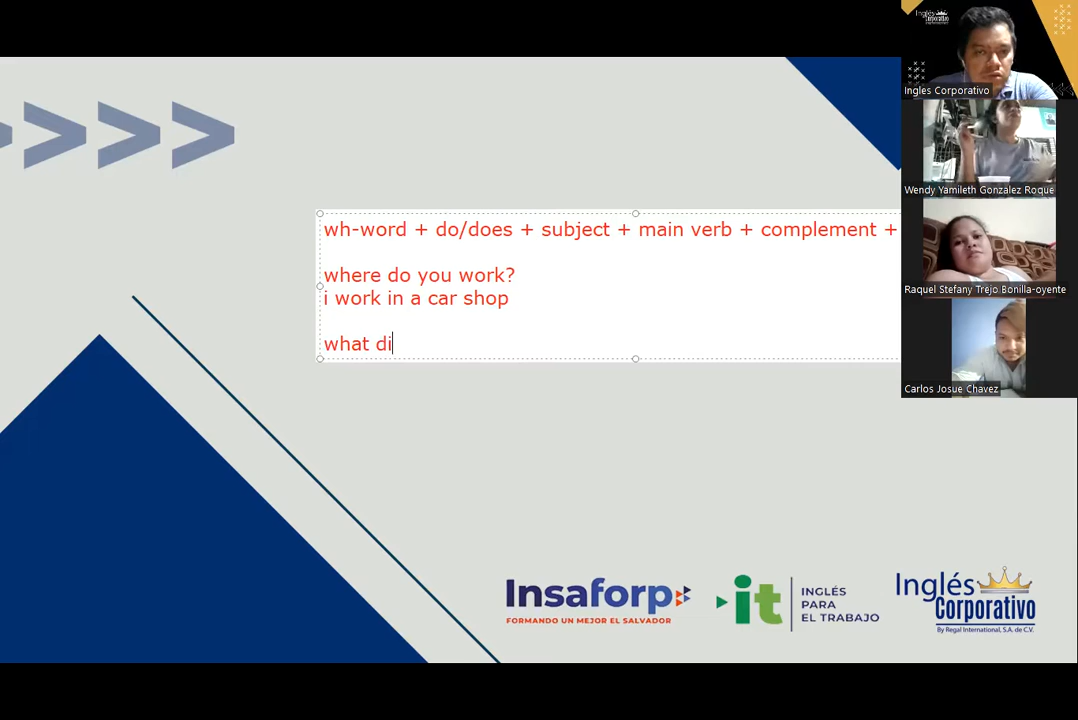 Inglés
Corporativo
Ingles Corporativo
Wendy Yamileth Gonzalez Roque
Raquel Stefany Trejo Bonilla-oyente
Carlos Josue Chavez
wh-word + do/does + subject + main verb + complement +
where do you work?
i work in a car shop
what di
Insaforp
FORMANDO UN MEJOR EL SALVADOR
it
INGLÉS
PARA
EL TRABAJO
Inglés
Corporativo
By Regal International, S.A. de C.V.